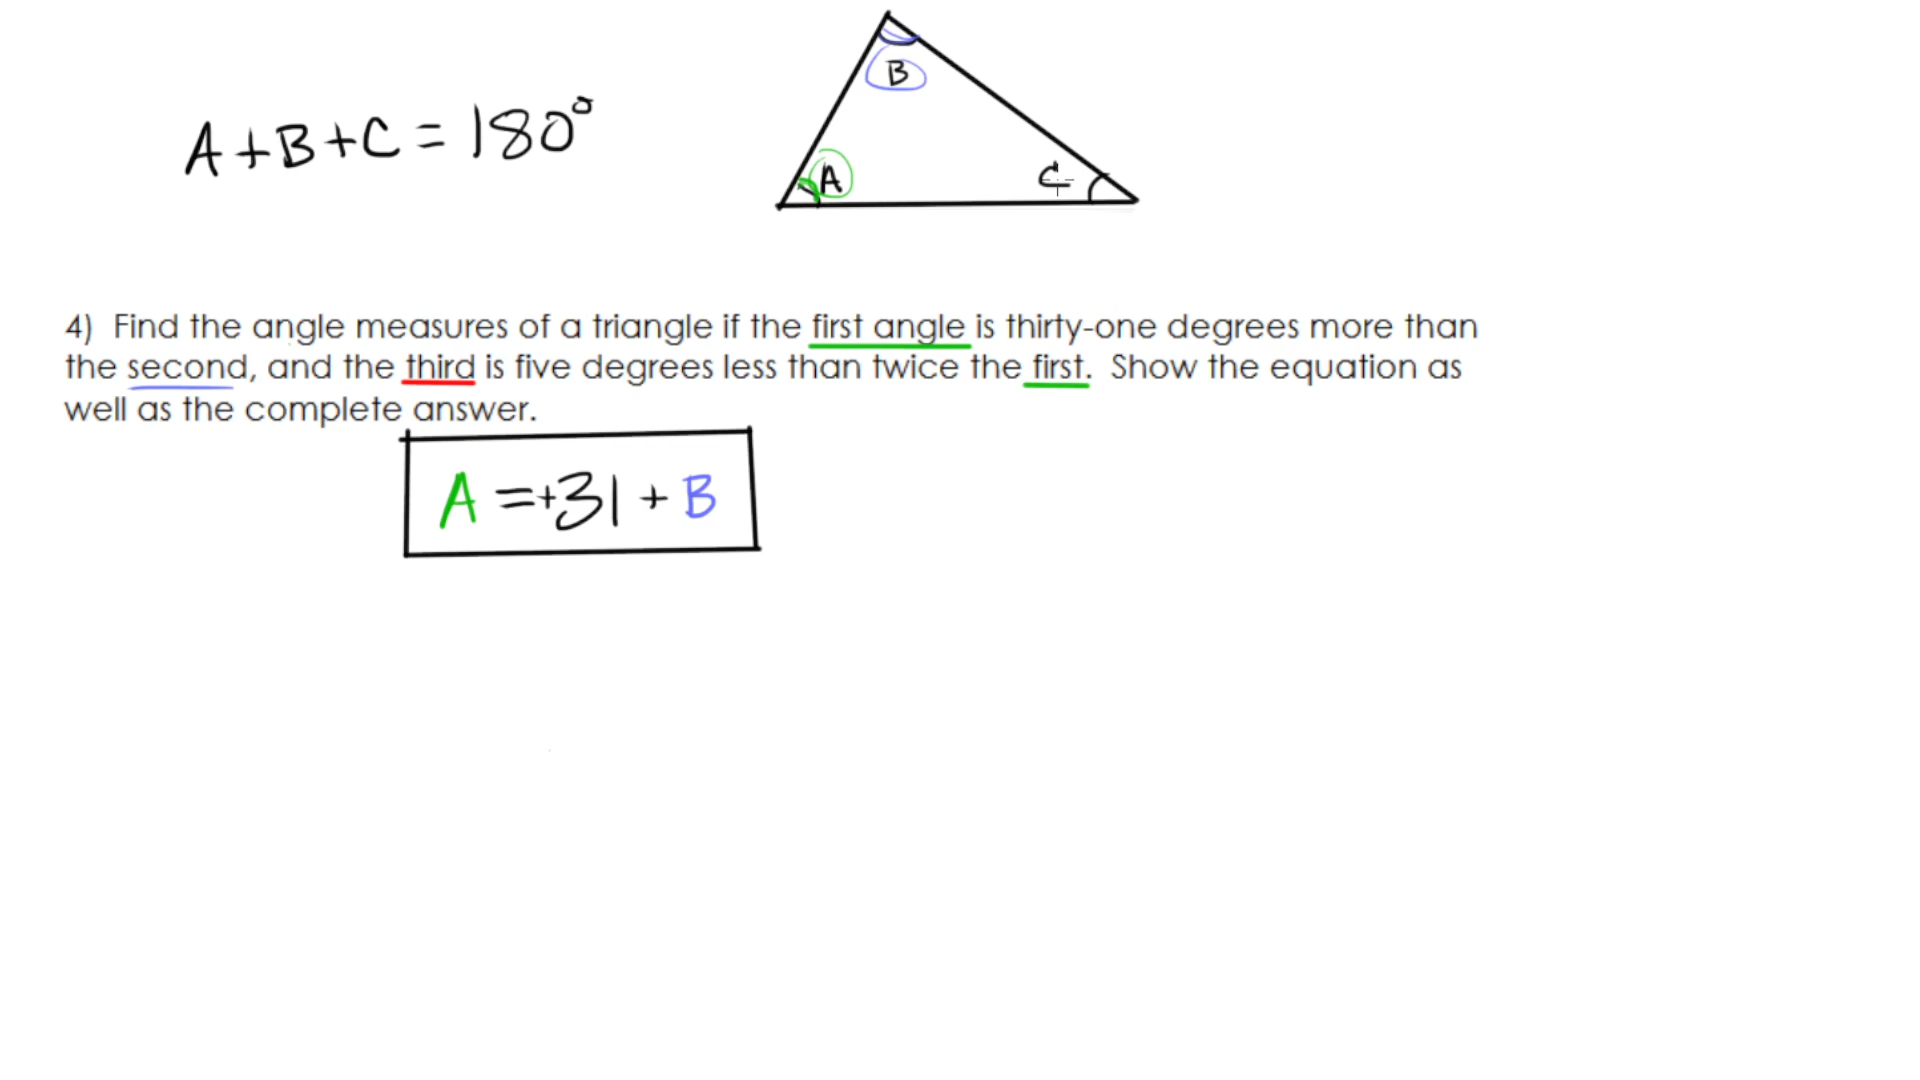 B
A+B+C=180°
A
C
4) Find the angle measures of a triangle if the first angle is thirty-one degrees more than
the second, and the third is five degrees less than twice the first. Show the equation as
well as the complete answer.
A =+31 + B